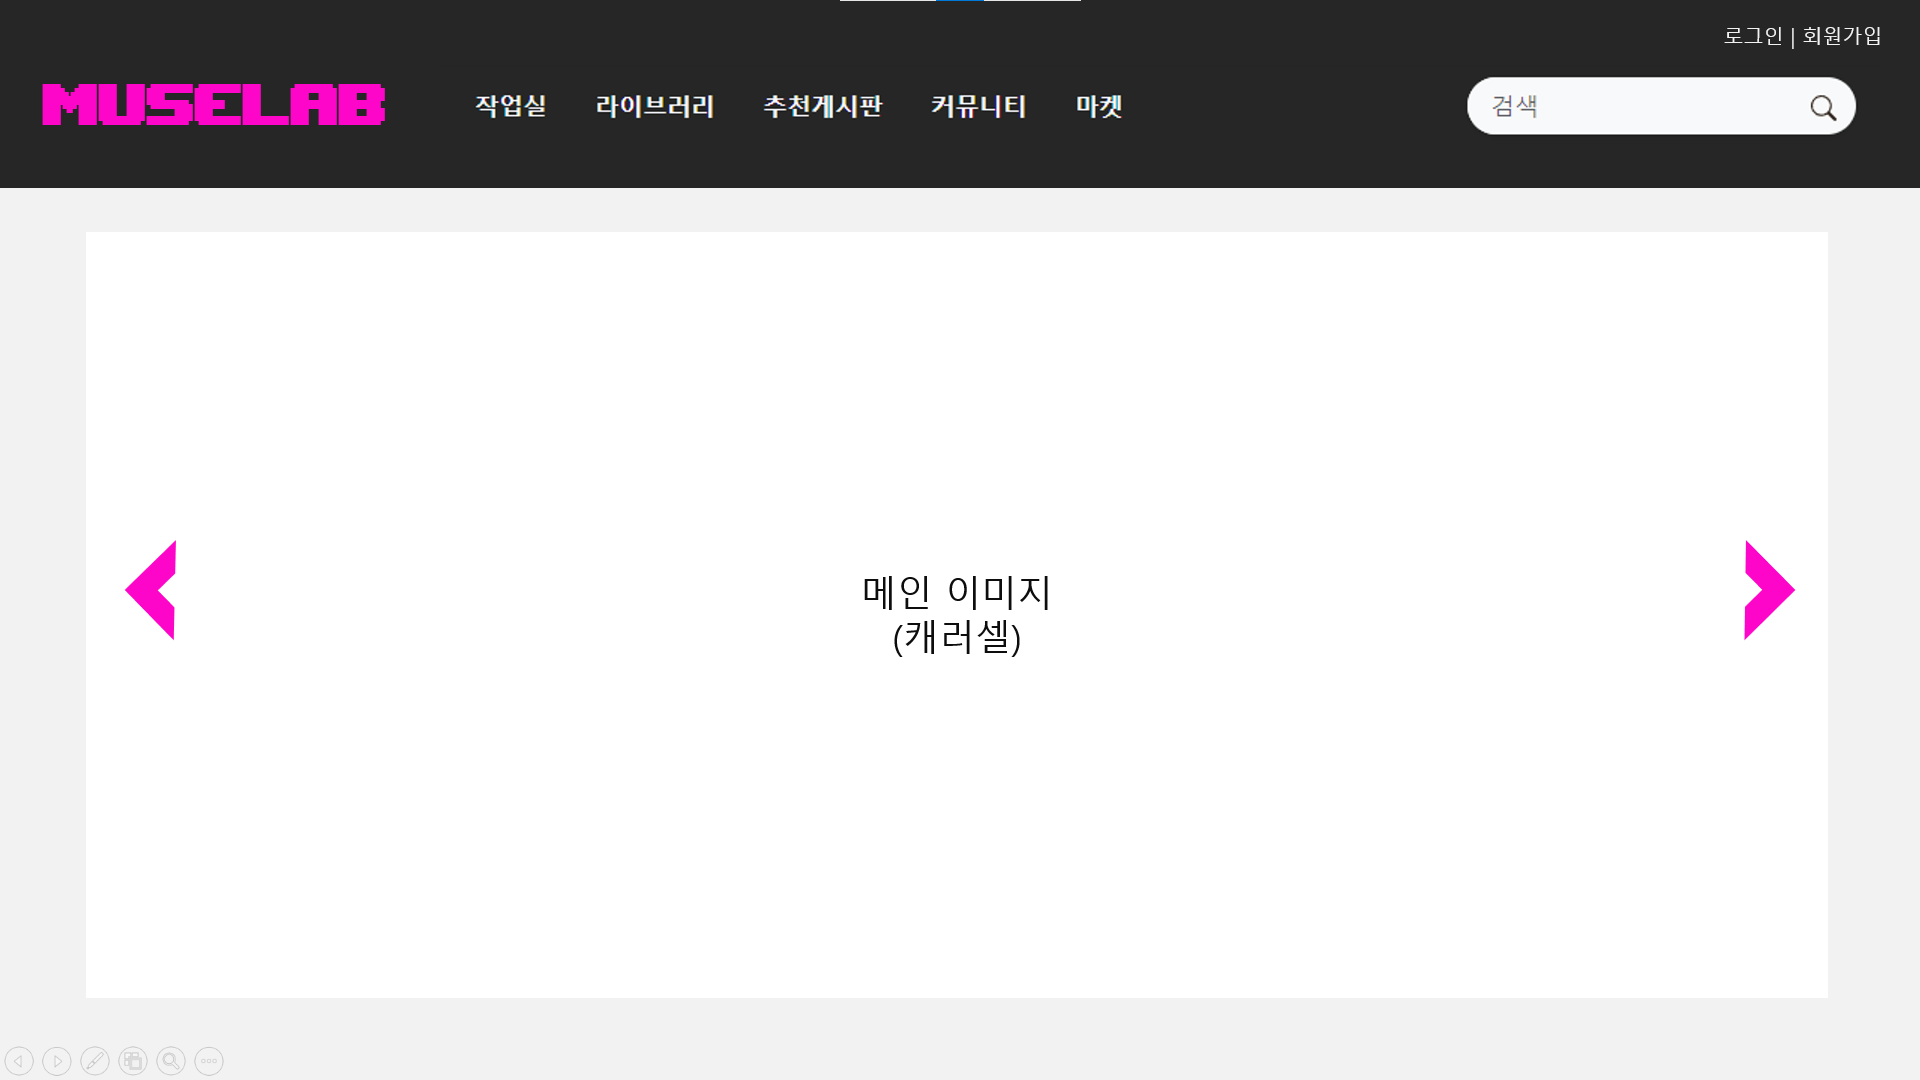 로그인 | 회원가입
MUSELAB
작업실 라이브러리 추천게시판 커뮤니티 마켓
검색
메인 이미지
(캐러셀)